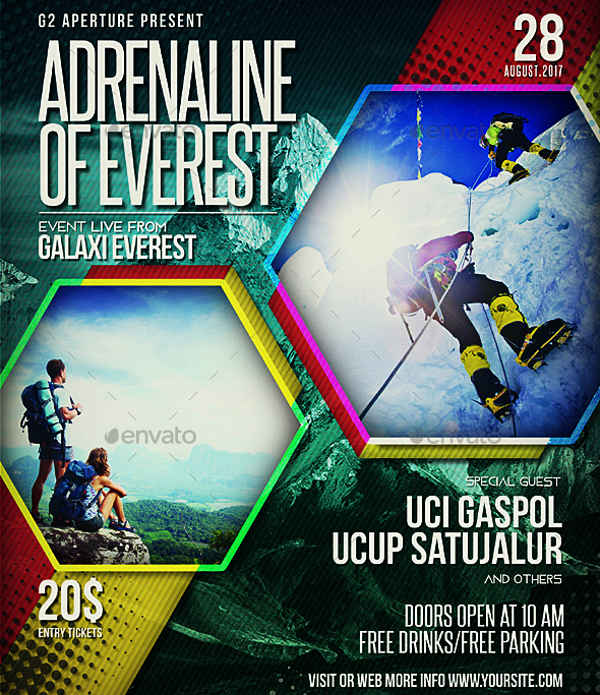 G2 APERTURE PRESENT
28
AUGUST.2017
ADRENALINE
OF EVEREST
EVENT LIVE FROM
GALAXI EVEREST
envato
envato
envato
envato
SPECIAL GUEST
UCI GASPOL
UCUP SATUJALUR
AND OTHERS
20$
ENTRY TICKETS
DOORS OPEN AT 10 AM
FREE DRINKS/FREE PARKING
VISIT OR WEB MORE INFO WWW.YOURSITE.COM